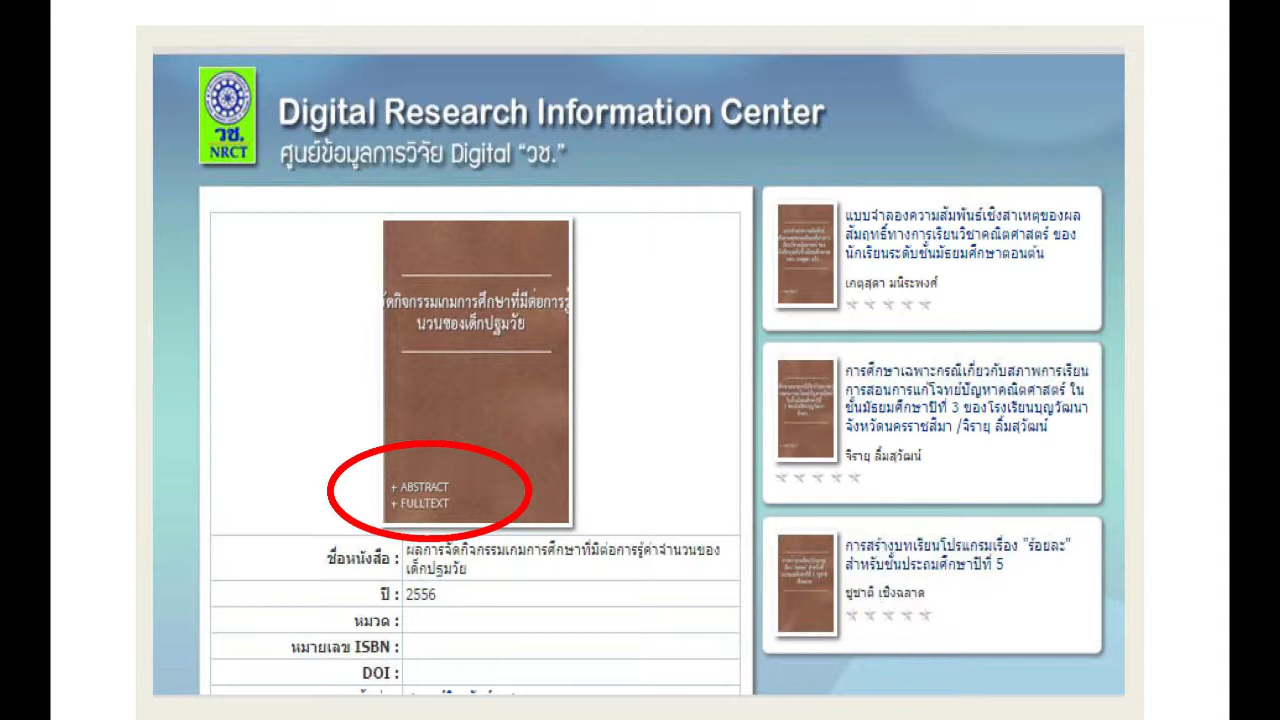 วช.
NRCT
Digital Research Information Center
ศูนย์ข้อมูลการวิจัย Digital “วช.”
จัดกิจกรรมเกมการศึกษาที่มีต่อการรู้
นวนของเด็กปฐมวัย
+ ABSTRACT
+ FULLTEXT
ชื่อหนังสือ : ผลการจัดกิจกรรมเกมการศึกษาที่มีต่อการรู้ค่าจำนวนของ
เด็กปฐมวัย
ปี : 2556
หมวด :
หมายเลข ISBN :
DOI :
แบบจำลองความสัมพันธ์เชิงสาเหตุของผล
สัมฤทธิ์ทางการเรียนวิชาคณิตศาสตร์ ของ
นักเรียนระดับชั้นมัธยมศึกษาตอนต้น
เกตุสุดา มนิระพงศ์
การศึกษาเฉพาะกรณีเกี่ยวกับสภาพการเรียน
การสอนการแก้โจทย์ปัญหาคณิตศาสตร์ ใน
ชั้นมัธยมศึกษาปีที่ 3 ของโรงเรียนบุญวัฒนา
จังหวัดนครราชสีมา /จิรายุ ลิ้มสุวัฒน์
จิรายุ ลิ้มสุวัฒน์
การสร้างบทเรียนโปรแกรมเรื่อง "ร้อยละ"
สำหรับชั้นประถมศึกษาปีที่ 5
ชูชาติ เชิงฉลาด